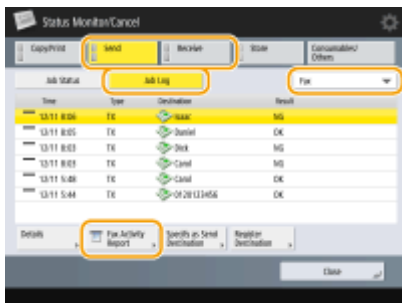 Status Monitor/Cancel
Copy/Print
Send
Receive
Store
Consumables/
Others
Job Status
Job Log
Fax
Time
Type
Destination
Result
12/11 8:06 TX Isaac NG
12/11 8:05 TX Daniel OK
12/11 8:03 TX Dick NG
12/11 8:03 TX Carol NG
12/11 5:48 TX Carol OK
12/11 5:44 TX 0120123456 OK
Details
Fax Activity
Report
Specify as Send
Destination
Register
Destination
Close